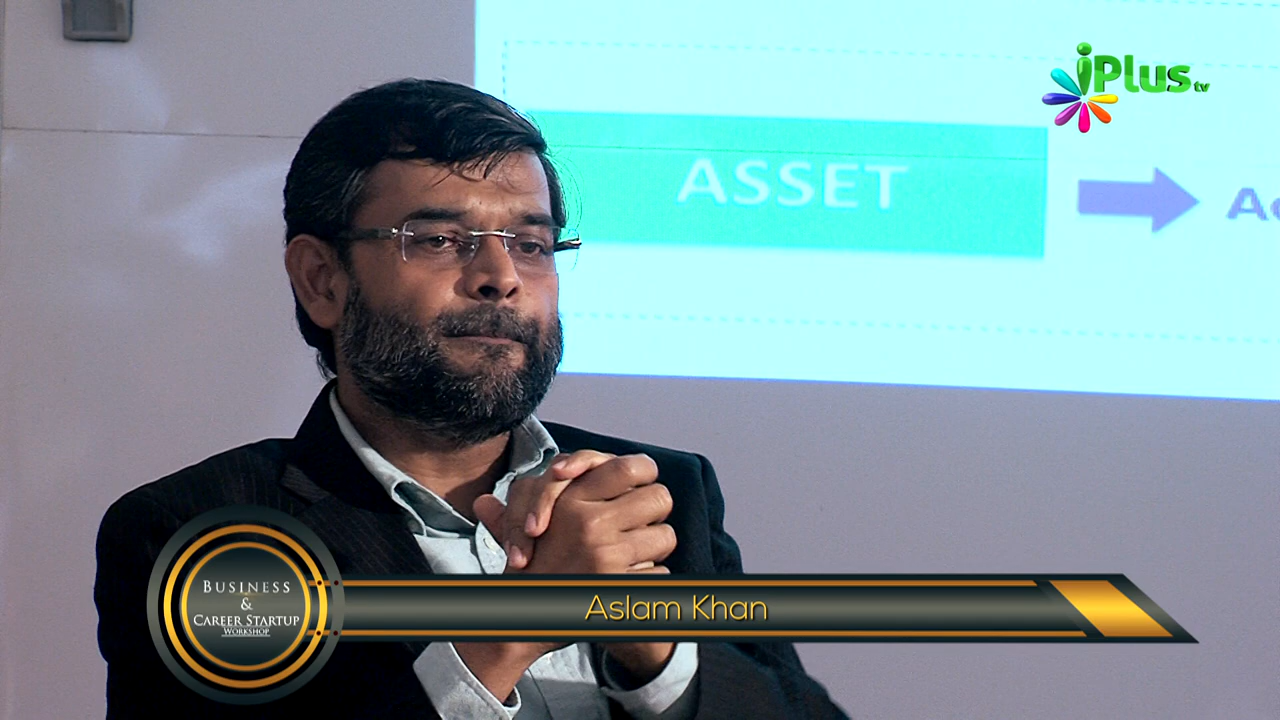 iPlus tv
ASSET
BUSINESS
&
CAREER STARTUP
WORKSHOP
Aslam Khan